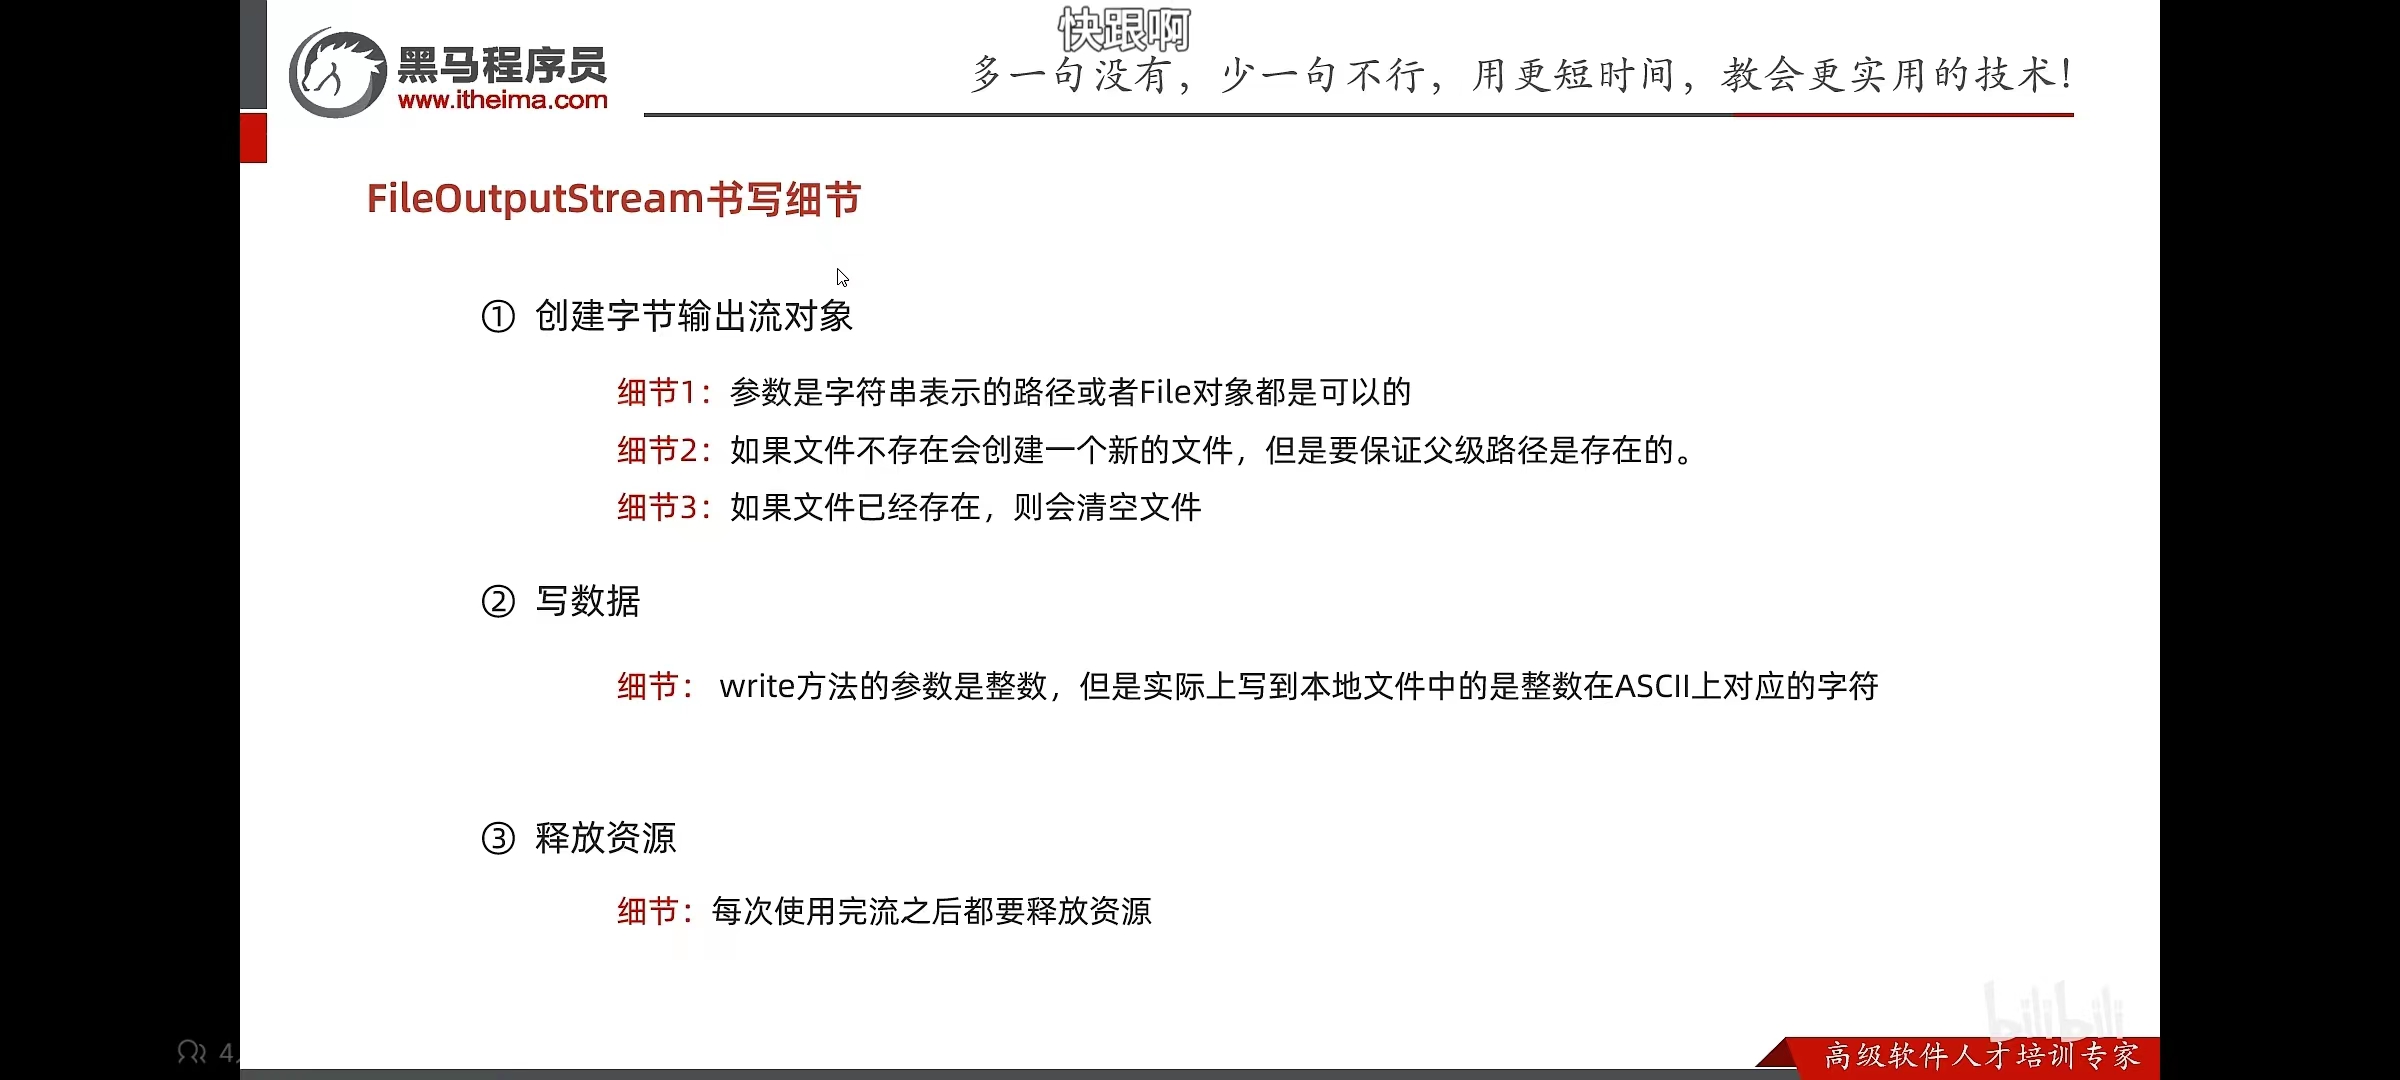 快跟啊
黑马程序员
www.itheima.com
多一句没有，少一句不行，用更短时间，教会更实用的技术！
FileOutputStream书写细节
① 创建字节输出流对象
细节1：参数是字符串表示的路径或者File对象都是可以的
细节2：如果文件不存在会创建一个新的文件，但是要保证父级路径是存在的。
细节3：如果文件已经存在，则会清空文件
② 写数据
细节：write方法的参数是整数，但是实际上写到本地文件中的是整数在ASCII上对应的字符
③ 释放资源
细节：每次使用完流之后都要释放资源
bilibili
4
高级软件人才培训专家